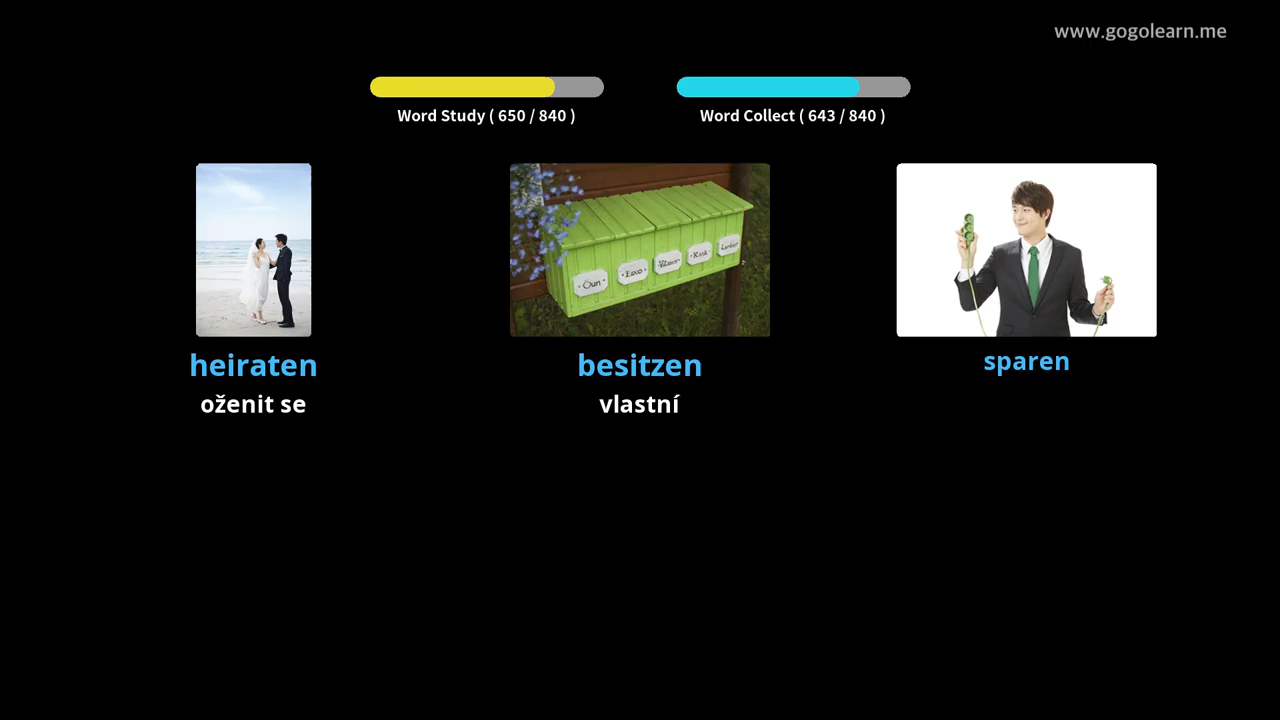 www.gogolearn.me
Word Study ( 650 / 840 )
Word Collect ( 643 / 840 )
heiraten
oženit se
besitzen
vlastní
sparen